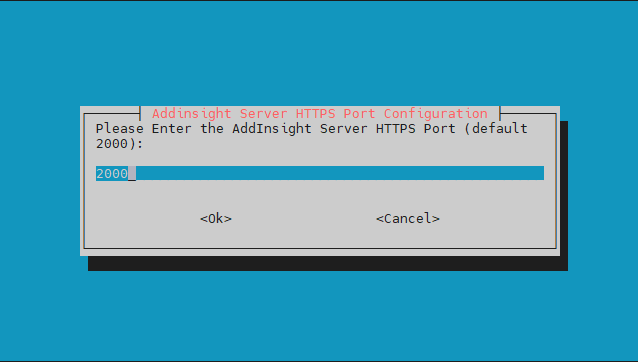 Addinsight Server HTTPS Port Configuration
Please Enter the AddInsight Server HTTPS Port (default
2000):
2000
<Ok> <Cancel>